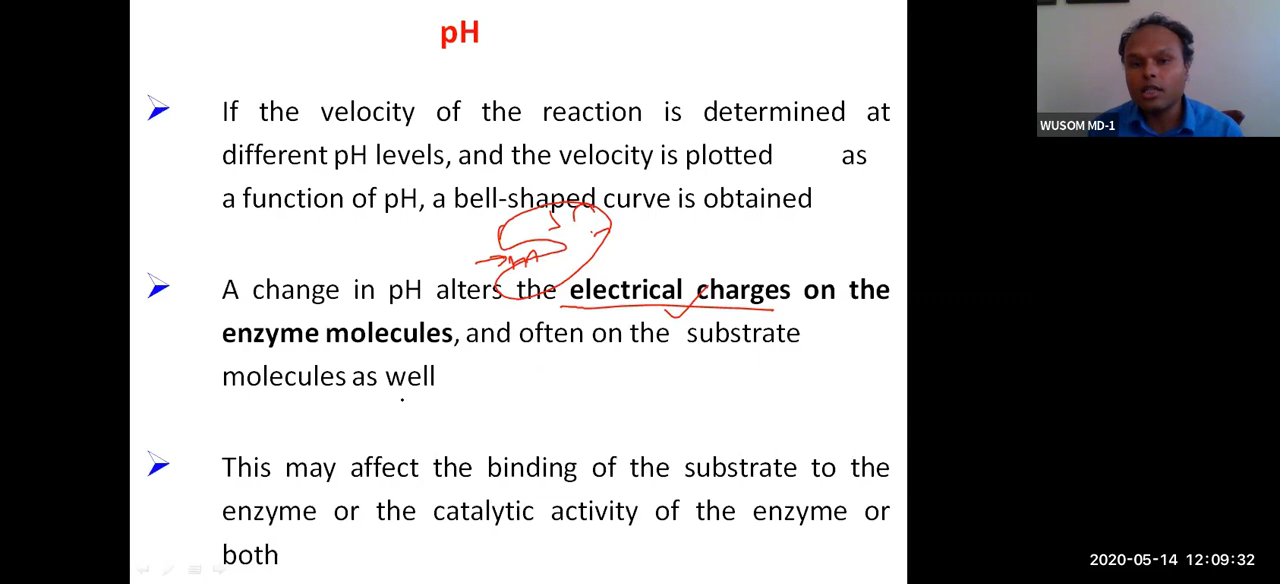 pH
If the velocity of the reaction is determined at
different pH levels, and the velocity is plotted as
a function of pH, a bell-shaped curve is obtained
A change in pH alters the electrical charges on the
enzyme molecules, and often on the substrate
molecules as well
This may affect the binding of the substrate to the
enzyme or the catalytic activity of the enzyme or
both
WUSOM MD-1
2020-05-14 12:09:32